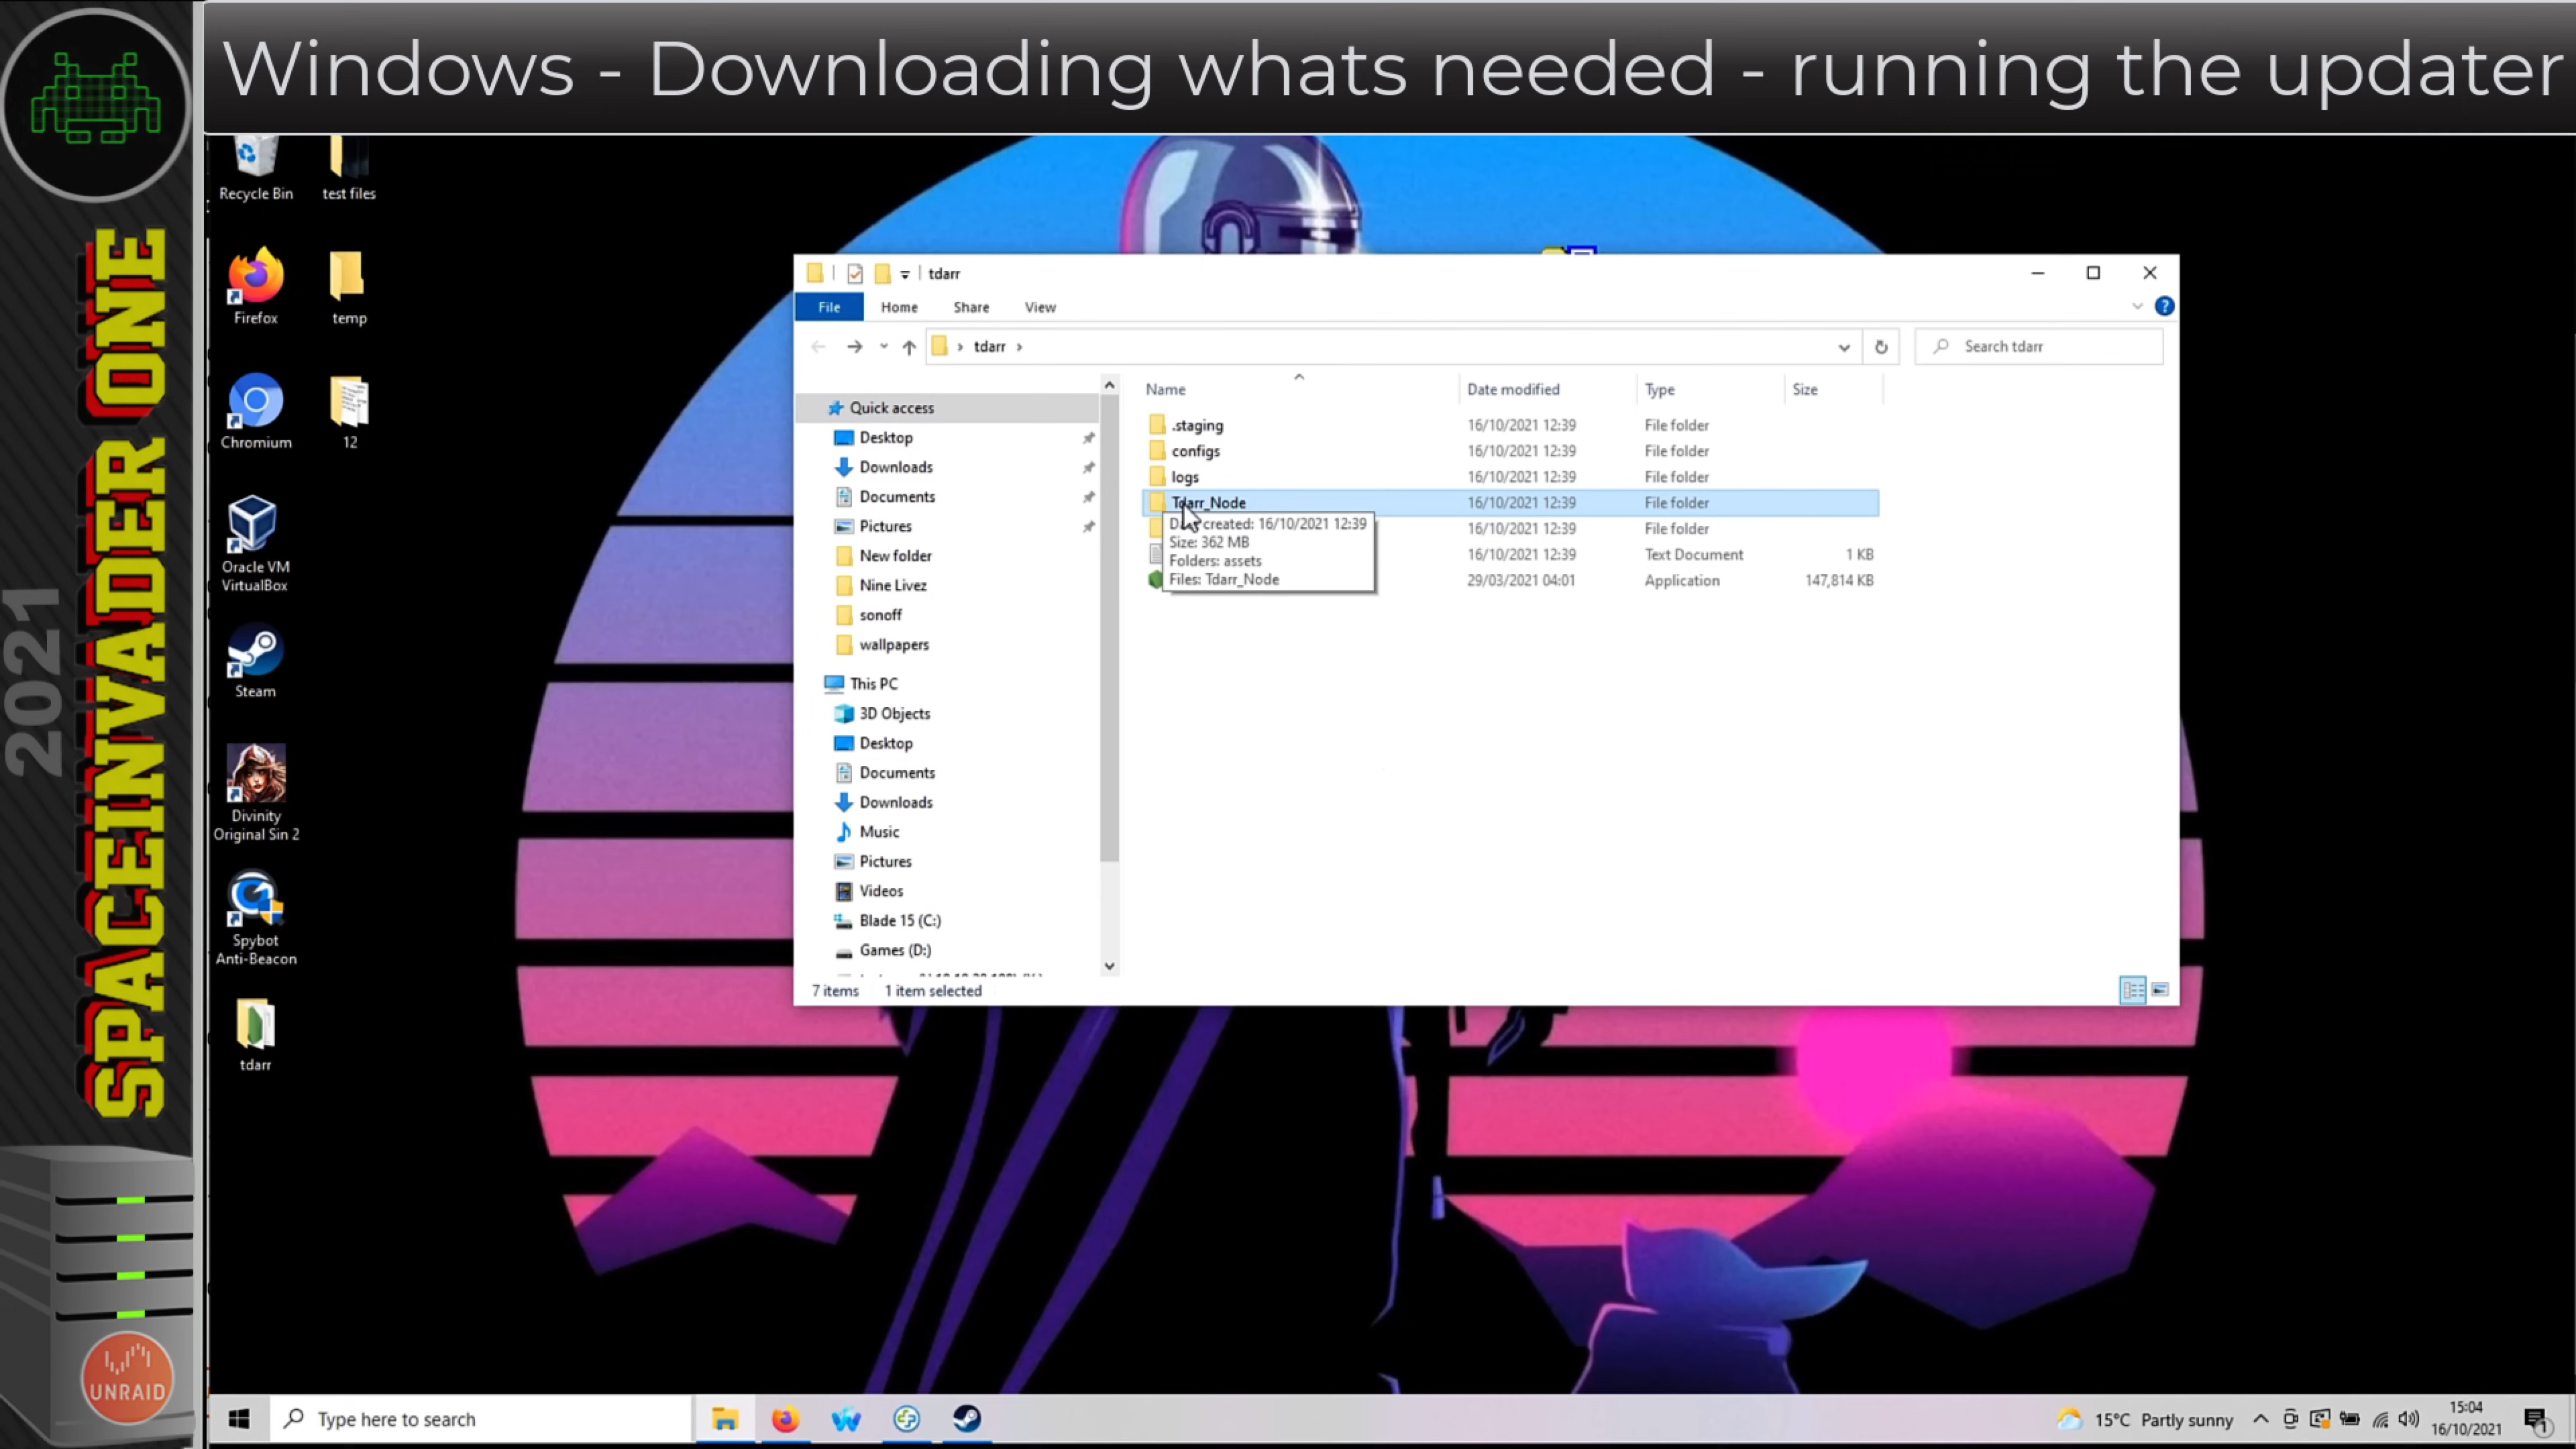 Windows - Downloading whats needed - running the updater
2021
SPACEINVADER ONE
UNRAID
Recycle Bin
test files
Firefox
temp
Chromium
12
Oracle VM
VirtualBox
Steam
Divinity
Original Sin 2
Spybot
Anti-Beacon
tdarr
tdarr
File Home Share View
tdarr
Search tdarr
Name Date modified Type Size
Quick access
Desktop
Downloads
Documents
Pictures
New folder
Nine Livez
sonoff
wallpapers
This PC
3D Objects
Desktop
Documents
Downloads
Music
Pictures
Videos
Blade 15 (C:)
Games (D:)
.staging 16/10/2021 12:39 File folder
configs 16/10/2021 12:39 File folder
logs 16/10/2021 12:39 File folder
Tdarr_Node 16/10/2021 12:39 File folder
16/10/2021 12:39 File folder
16/10/2021 12:39 Text Document 1 KB
29/03/2021 04:01 Application 147,814 KB
created: 16/10/2021 12:39
Size: 362 MB
Folders: assets
Files: Tdarr_Node
7 items 1 item selected
Type here to search
15°C Partly sunny
15:04
16/10/2021
1